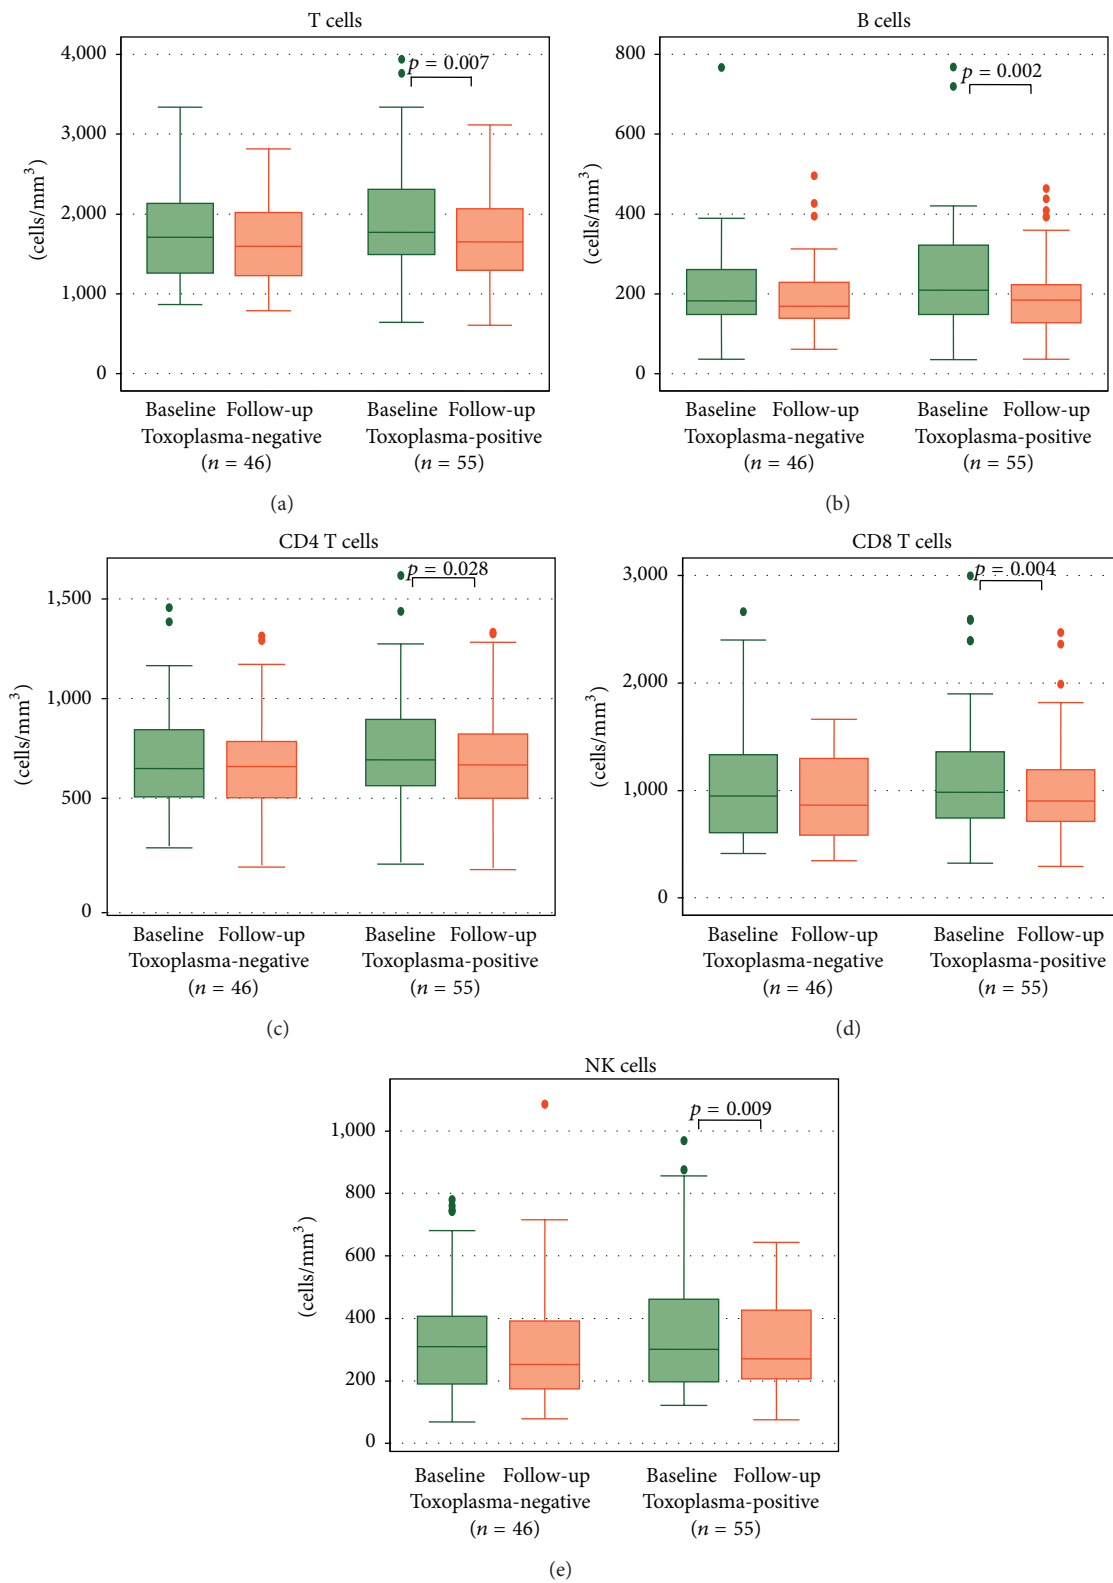 T cells
4,000
3,000
2,000
1,000
0
(cells/mm³)
p = 0.007
Baseline Follow-up Baseline Follow-up
Toxoplasma-negative Toxoplasma-positive
(n = 46) (n = 55)
(a)
B cells
800
600
400
200
0
(cells/mm³)
p = 0.002
Baseline Follow-up Baseline Follow-up
Toxoplasma-negative Toxoplasma-positive
(n = 46) (n = 55)
(b)
CD4 T cells
1,500
1,000
500
0
(cells/mm³)
p = 0.028
Baseline Follow-up Baseline Follow-up
Toxoplasma-negative Toxoplasma-positive
(n = 46) (n = 55)
(c)
CD8 T cells
3,000
2,000
1,000
0
(cells/mm³)
p = 0.004
Baseline Follow-up Baseline Follow-up
Toxoplasma-negative Toxoplasma-positive
(n = 46) (n = 55)
(d)
NK cells
1,000
800
600
400
200
0
(cells/mm³)
p = 0.009
Baseline Follow-up Baseline Follow-up
Toxoplasma-negative Toxoplasma-positive
(n = 46) (n = 55)
(e)